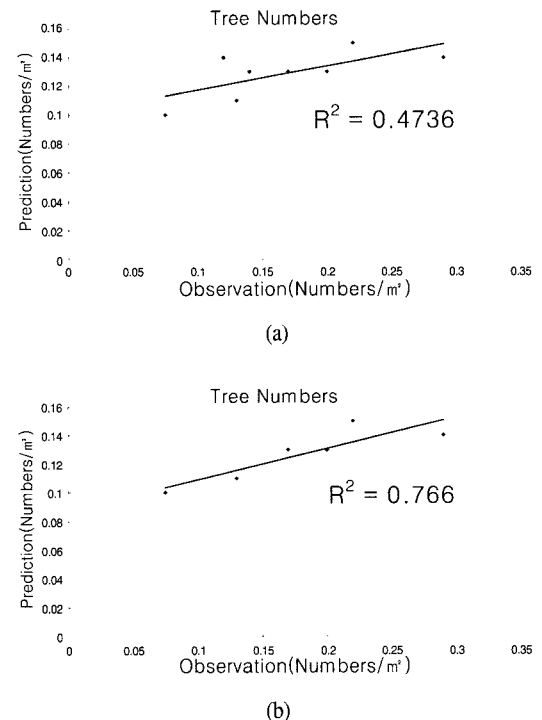 Tree Numbers
Prediction(Numbers/㎡)
0.16
0.14
0.12
0.1
0.08
0.06
0.04
0.02
0
R² = 0.4736
0 0.05 0.1 0.15 0.2 0.25 0.3 0.35
Observation(Numbers/㎡)
(a)
Tree Numbers
Prediction(Numbers/㎡)
0.16
0.14
0.12
0.1
0.08
0.06
0.04
0.02
0
R² = 0.766
0 0.05 0.1 0.15 0.2 0.25 0.3 0.35
Observation(Numbers/㎡)
(b)